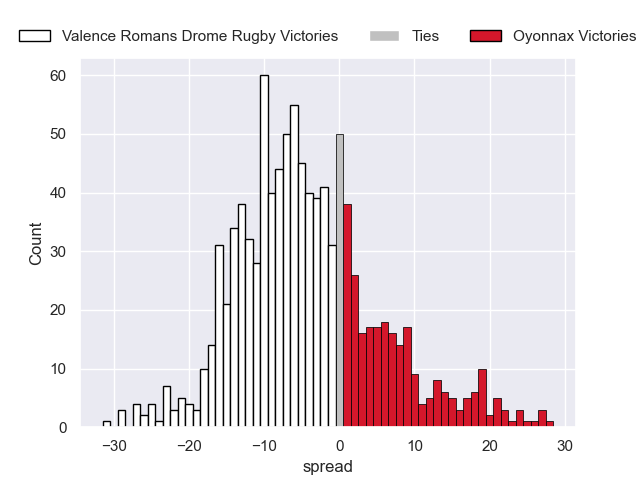 Valence Romans Drome Rugby Victories Ties Oyonnax Victories
60
50
40
30
20
10
0
Count
−30 −20 −10 0 10 20 30
spread